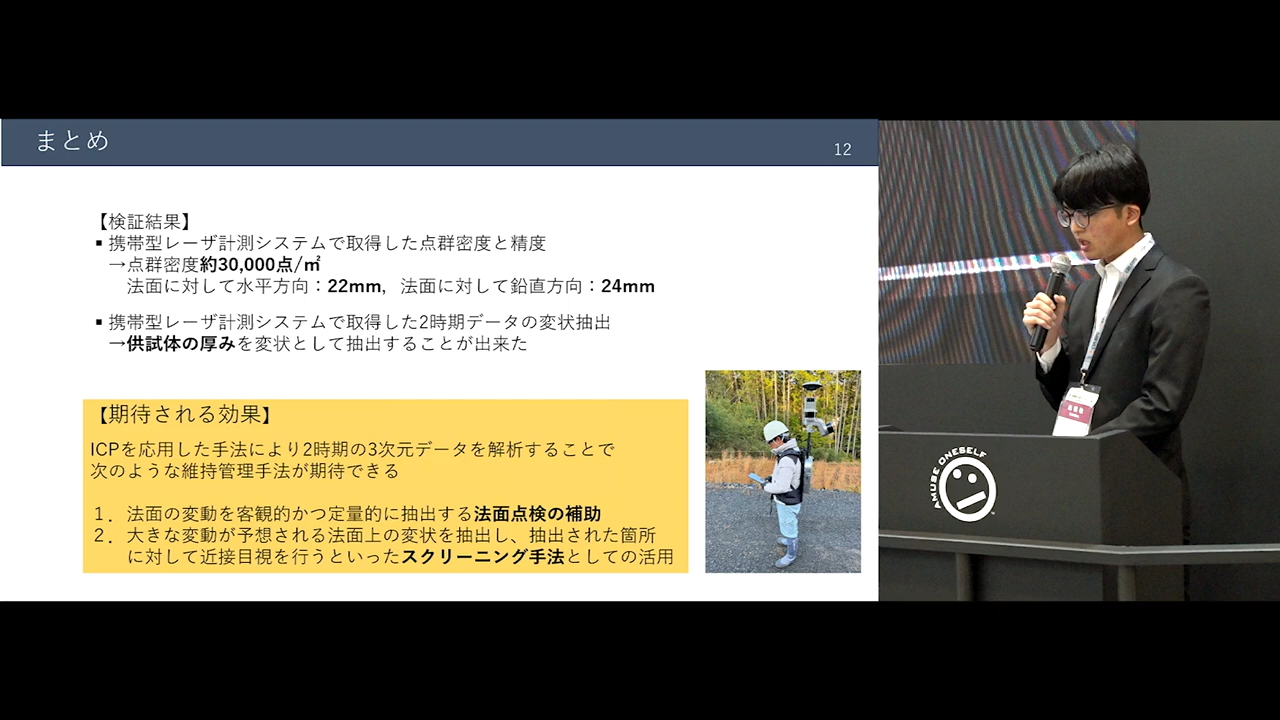 まとめ
12
【検証結果】
▪ 携帯型レーザ計測システムで取得した点群密度と精度
→点群密度約30,000点/㎡
法面に対して水平方向：22mm，法面に対して鉛直方向：24mm
▪ 携帯型レーザ計測システムで取得した2時期データの変状抽出
→供試体の厚みを変状として抽出することが出来た
【期待される効果】
ICPを応用した手法により2時期の3次元データを解析することで
次のような維持管理手法が期待できる
1． 法面の変動を客観的かつ定量的に抽出する法面点検の補助
2． 大きな変動が予想される法面上の変状を抽出し、抽出された箇所
に対して近接目視を行うといったスクリーニング手法としての活用
AMUSE ONESELF